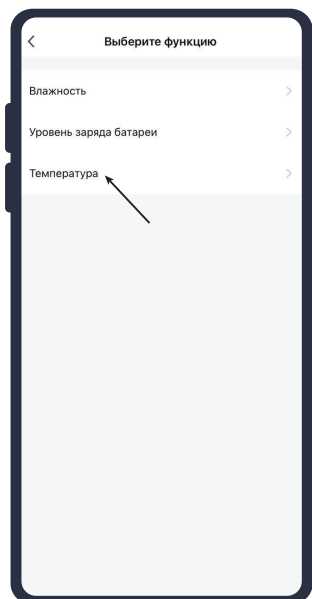 Выберите функцию
Влажность
Уровень заряда батареи
Температура